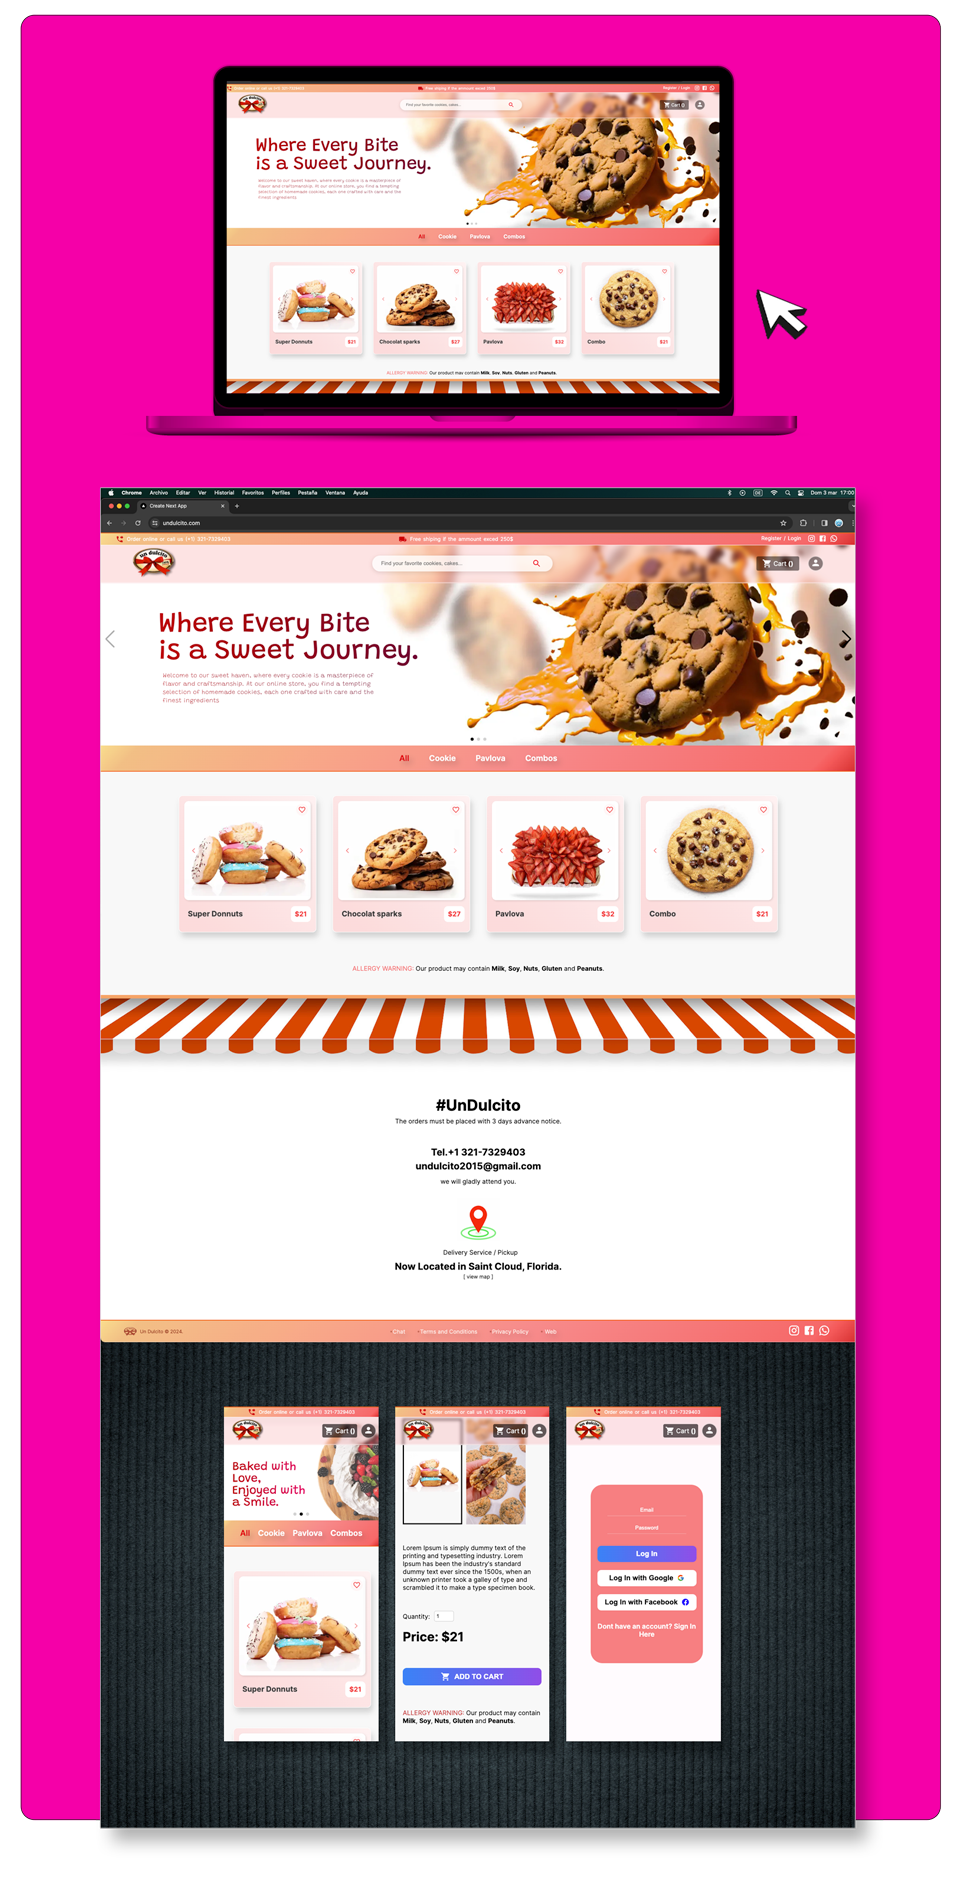 un dulcito
Order online or call us (+1) 321-7329403
Free shiping if the ammount exced 250$
Register / Login
Find your favorite cookies, cakes...
Cart ()
Where Every Bite
is a Sweet Journey.
Welcome to our sweet haven, where every cookie is a masterpiece of
flavor and craftsmanship. At our online store, you find a tempting
selection of homemade cookies, each one crafted with care and the
finest ingredients
All Cookie Pavlova Combos
Super Donnuts $21
Chocolat sparks $27
Pavlova $32
Combo $21
ALLERGY WARNING: Our product may contain Milk, Soy, Nuts, Gluten and Peanuts.
Chrome Archivo Editar Ver Historial Favoritos Perfiles Pestaña Ventana Ayuda
Dom 3 mar 17:00
Create Next App
undulcito.com
Order online or call us (+1) 321-7329403
Free shiping if the ammount exced 250$
Register / Login
un dulcito
Find your favorite cookies, cakes...
Cart ()
Where Every Bite
is a Sweet Journey.
Welcome to our sweet haven, where every cookie is a masterpiece of
flavor and craftsmanship. At our online store, you find a tempting
selection of homemade cookies, each one crafted with care and the
finest ingredients
All Cookie Pavlova Combos
Super Donnuts $21
Chocolat sparks $27
Pavlova $32
Combo $21
ALLERGY WARNING: Our product may contain Milk, Soy, Nuts, Gluten and Peanuts.
#UnDulcito
The orders must be placed with 3 days advance notice.
Tel.+1 321-7329403
undulcito2015@gmail.com
we will gladly attend you.
Delivery Service / Pickup
Now Located in Saint Cloud, Florida.
[ view map ]
Un Dulcito © 2024.
Chat Terms and Conditions Privacy Policy Web
Order online or call us (+1) 321-7329403
un dulcito
Cart ()
Baked with
Love,
Enjoyed with
a Smile.
All Cookie Pavlova Combos
Super Donnuts $21
Order online or call us (+1) 321-7329403
un dulcito
Cart ()
Lorem Ipsum is simply dummy text of the
printing and typesetting industry. Lorem
Ipsum has been the industry's standard
dummy text ever since the 1500s, when an
unknown printer took a galley of type and
scrambled it to make a type specimen book.
Quantity: 1
Price: $21
ADD TO CART
ALLERGY WARNING: Our product may contain
Milk, Soy, Nuts, Gluten and Peanuts.
Order online or call us (+1) 321-7329403
un dulcito
Cart ()
Email
Password
Log In
Log In with Google
Log In with Facebook
Dont have an account? Sign In
Here